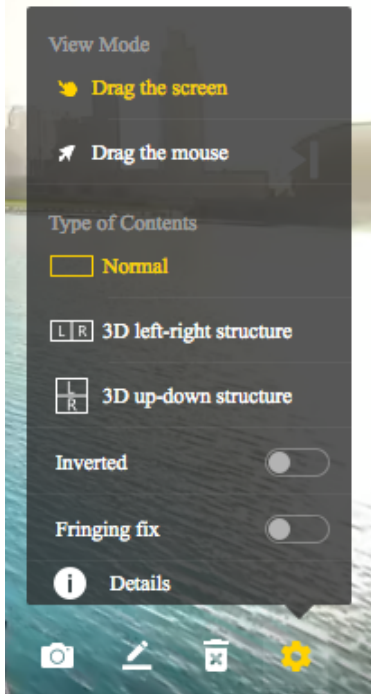 View Mode
Drag the screen
Drag the mouse
Type of Contents
Normal
L R 3D left-right structure
L
R
3D up-down structure
Inverted
Fringing fix
i Details